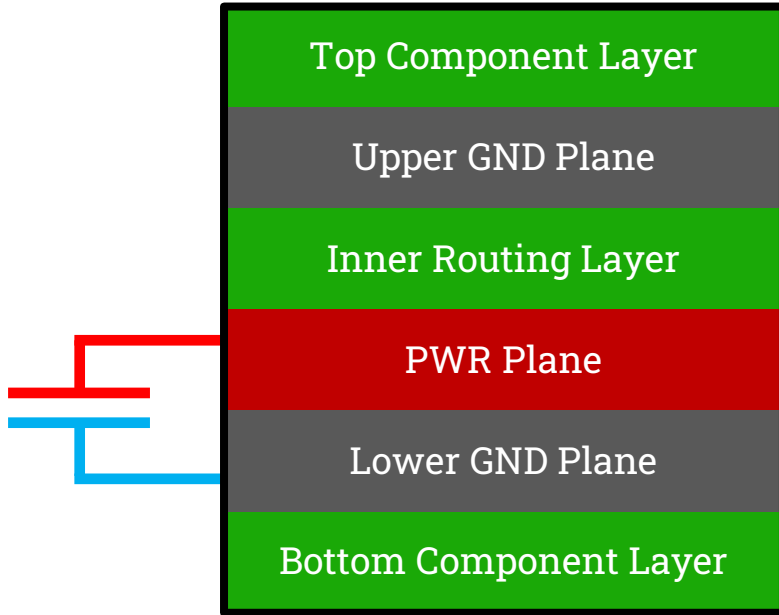 Top Component Layer
Upper GND Plane
Inner Routing Layer
PWR Plane
Lower GND Plane
Bottom Component Layer